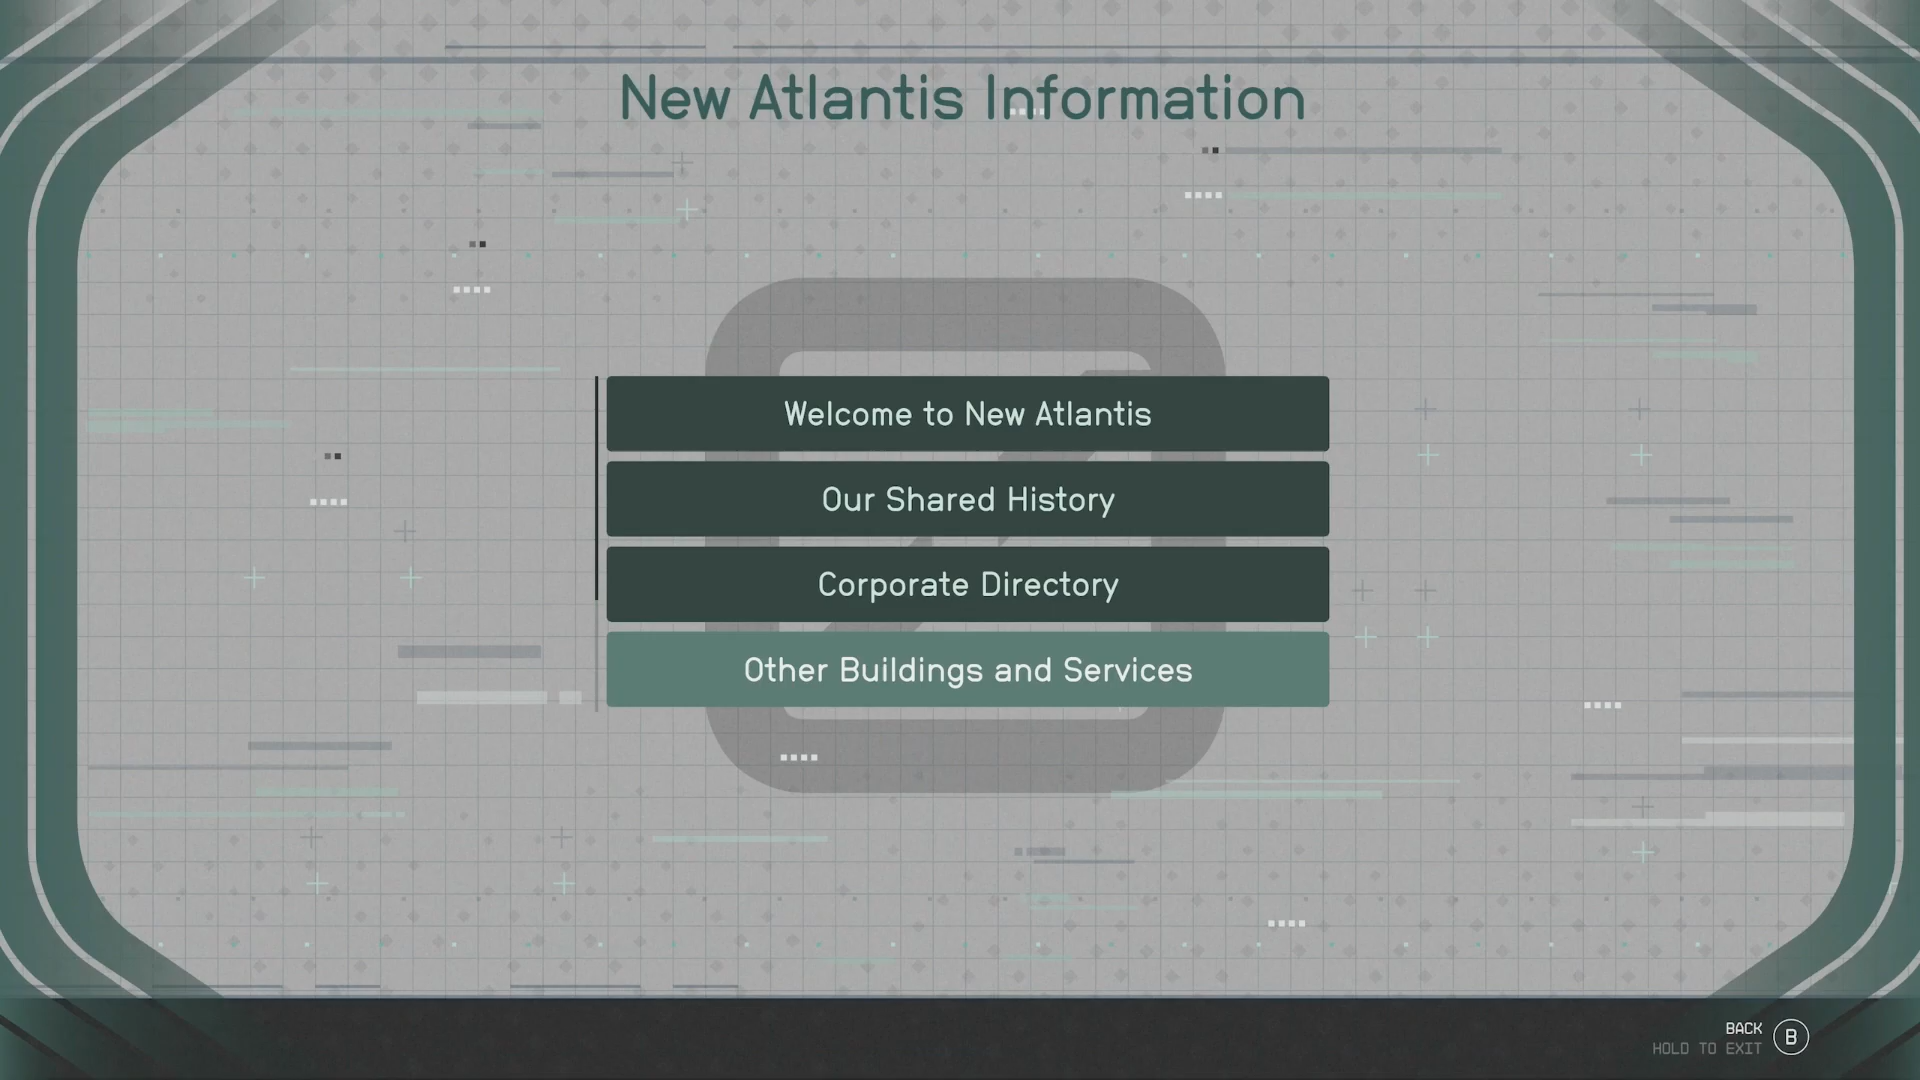 New Atlantis Information
Welcome to New Atlantis
Our Shared History
Corporate Directory
Other Buildings and Services
BACK
HOLD TO EXIT
B